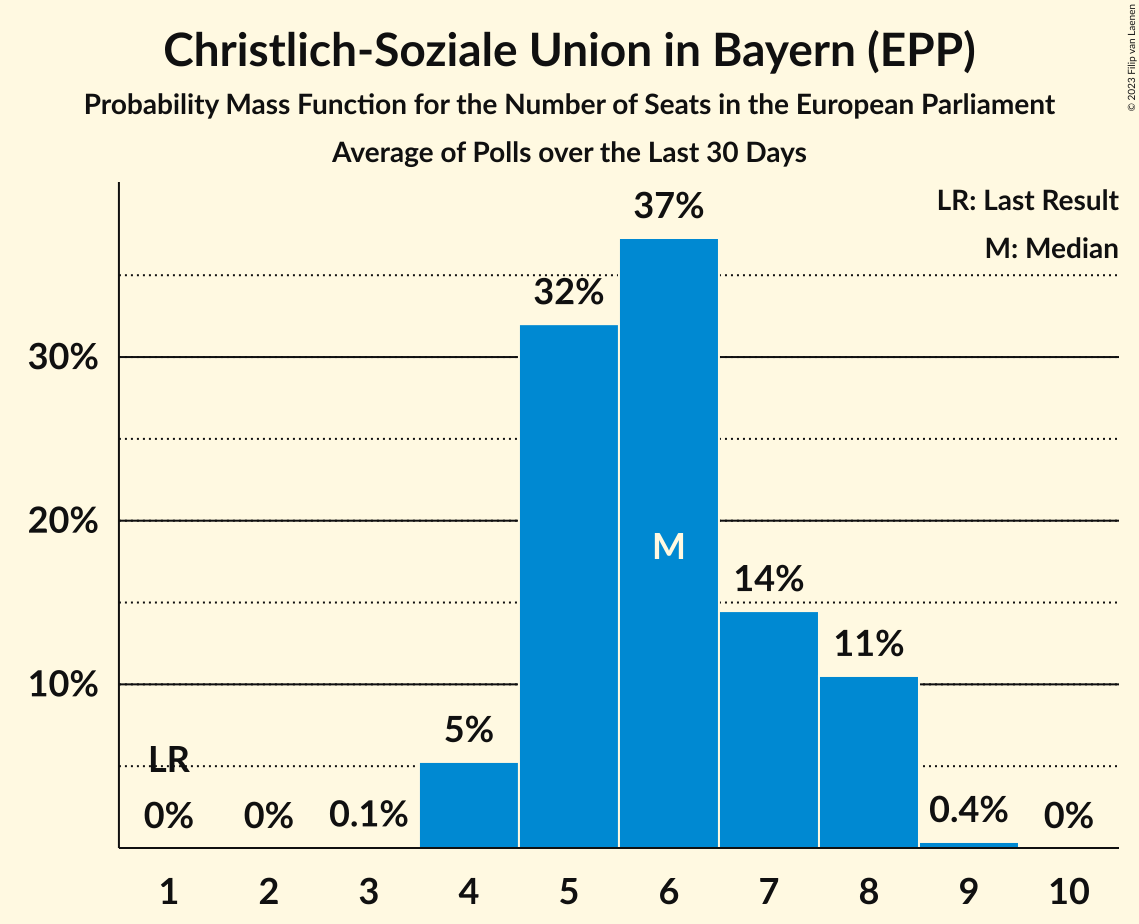 Christlich-Soziale Union in Bayern (EPP)
Probability Mass Function for the Number of Seats in the European Parliament
Average of Polls over the Last 30 Days
© 2023 Filip van Laenen
LR: Last Result
M: Median
37%
32%
30%
20%
M
14%
11%
10%
5%
LR
0% 0% 0.1% 0.4% 0%
1 2 3 4 5 6 7 8 9 10